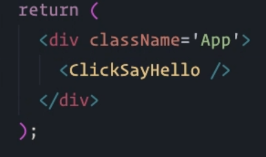 return (
<div className='App'>
<ClickSayHello />
</div>
);